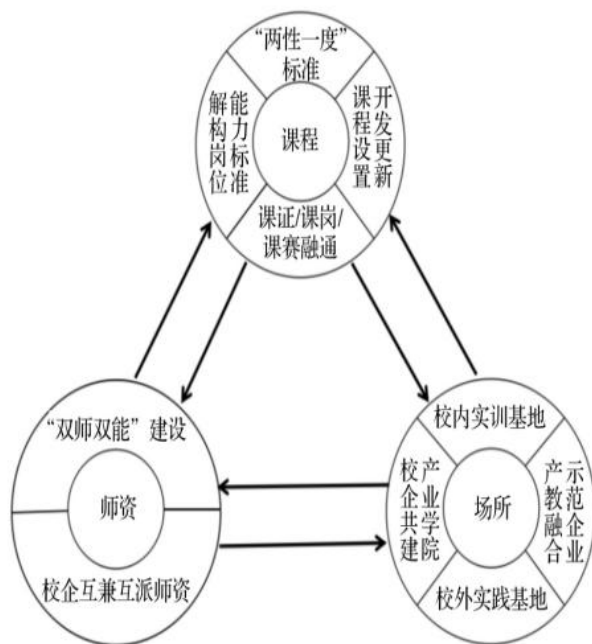 “两性一度”
标准
解构岗位
能力标准
课程
课程设置
开发更新
课证/课岗/
课赛融通
“双师双能”建设
师资
校企互兼互派师资
校内实训基地
校企共建
产业学院
场所
产教融合
示范企业
校外实践基地